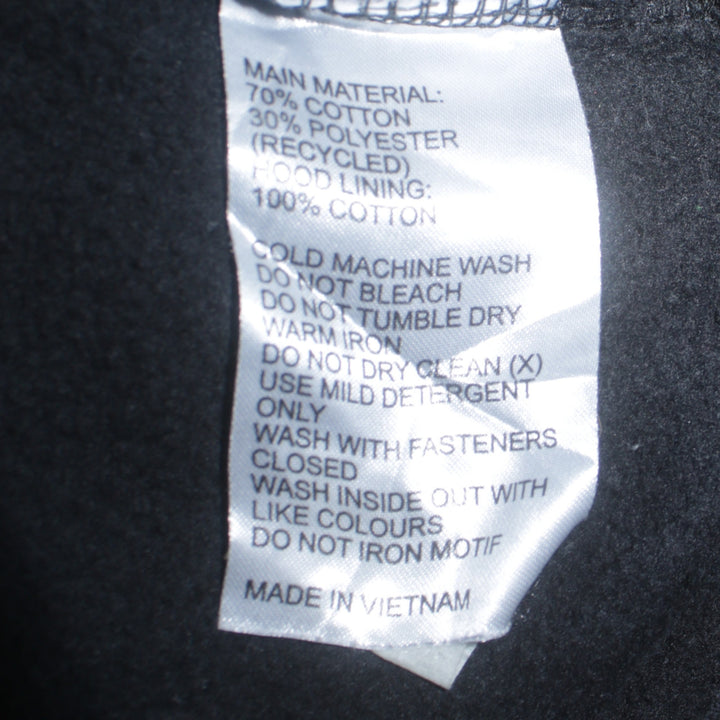 MAIN MATERIAL:
70% COTTON
30% POLYESTER
(RECYCLED)
HOOD LINING:
100% COTTON
COLD MACHINE WASH
DO NOT BLEACH
DO NOT TUMBLE DRY
WARM IRON
DO NOT DRY CLEAN (X)
USE MILD DETERGENT
ONLY
WASH WITH FASTENERS
CLOSED
WASH INSIDE OUT WITH
LIKE COLOURS
DO NOT IRON MOTIF
MADE IN VIETNAM